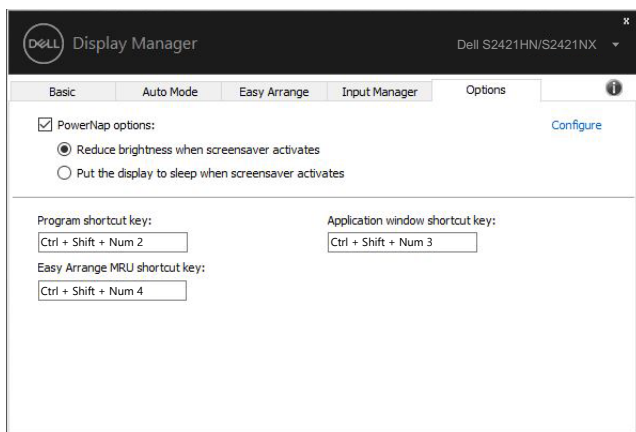 x
DELL Display Manager Dell S2421HN/S2421NX
Basic Auto Mode Easy Arrange Input Manager Options i
PowerNap options: Configure
Reduce brightness when screensaver activates
Put the display to sleep when screensaver activates
Program shortcut key: Application window shortcut key:
Ctrl + Shift + Num 2 Ctrl + Shift + Num 3
Easy Arrange MRU shortcut key:
Ctrl + Shift + Num 4